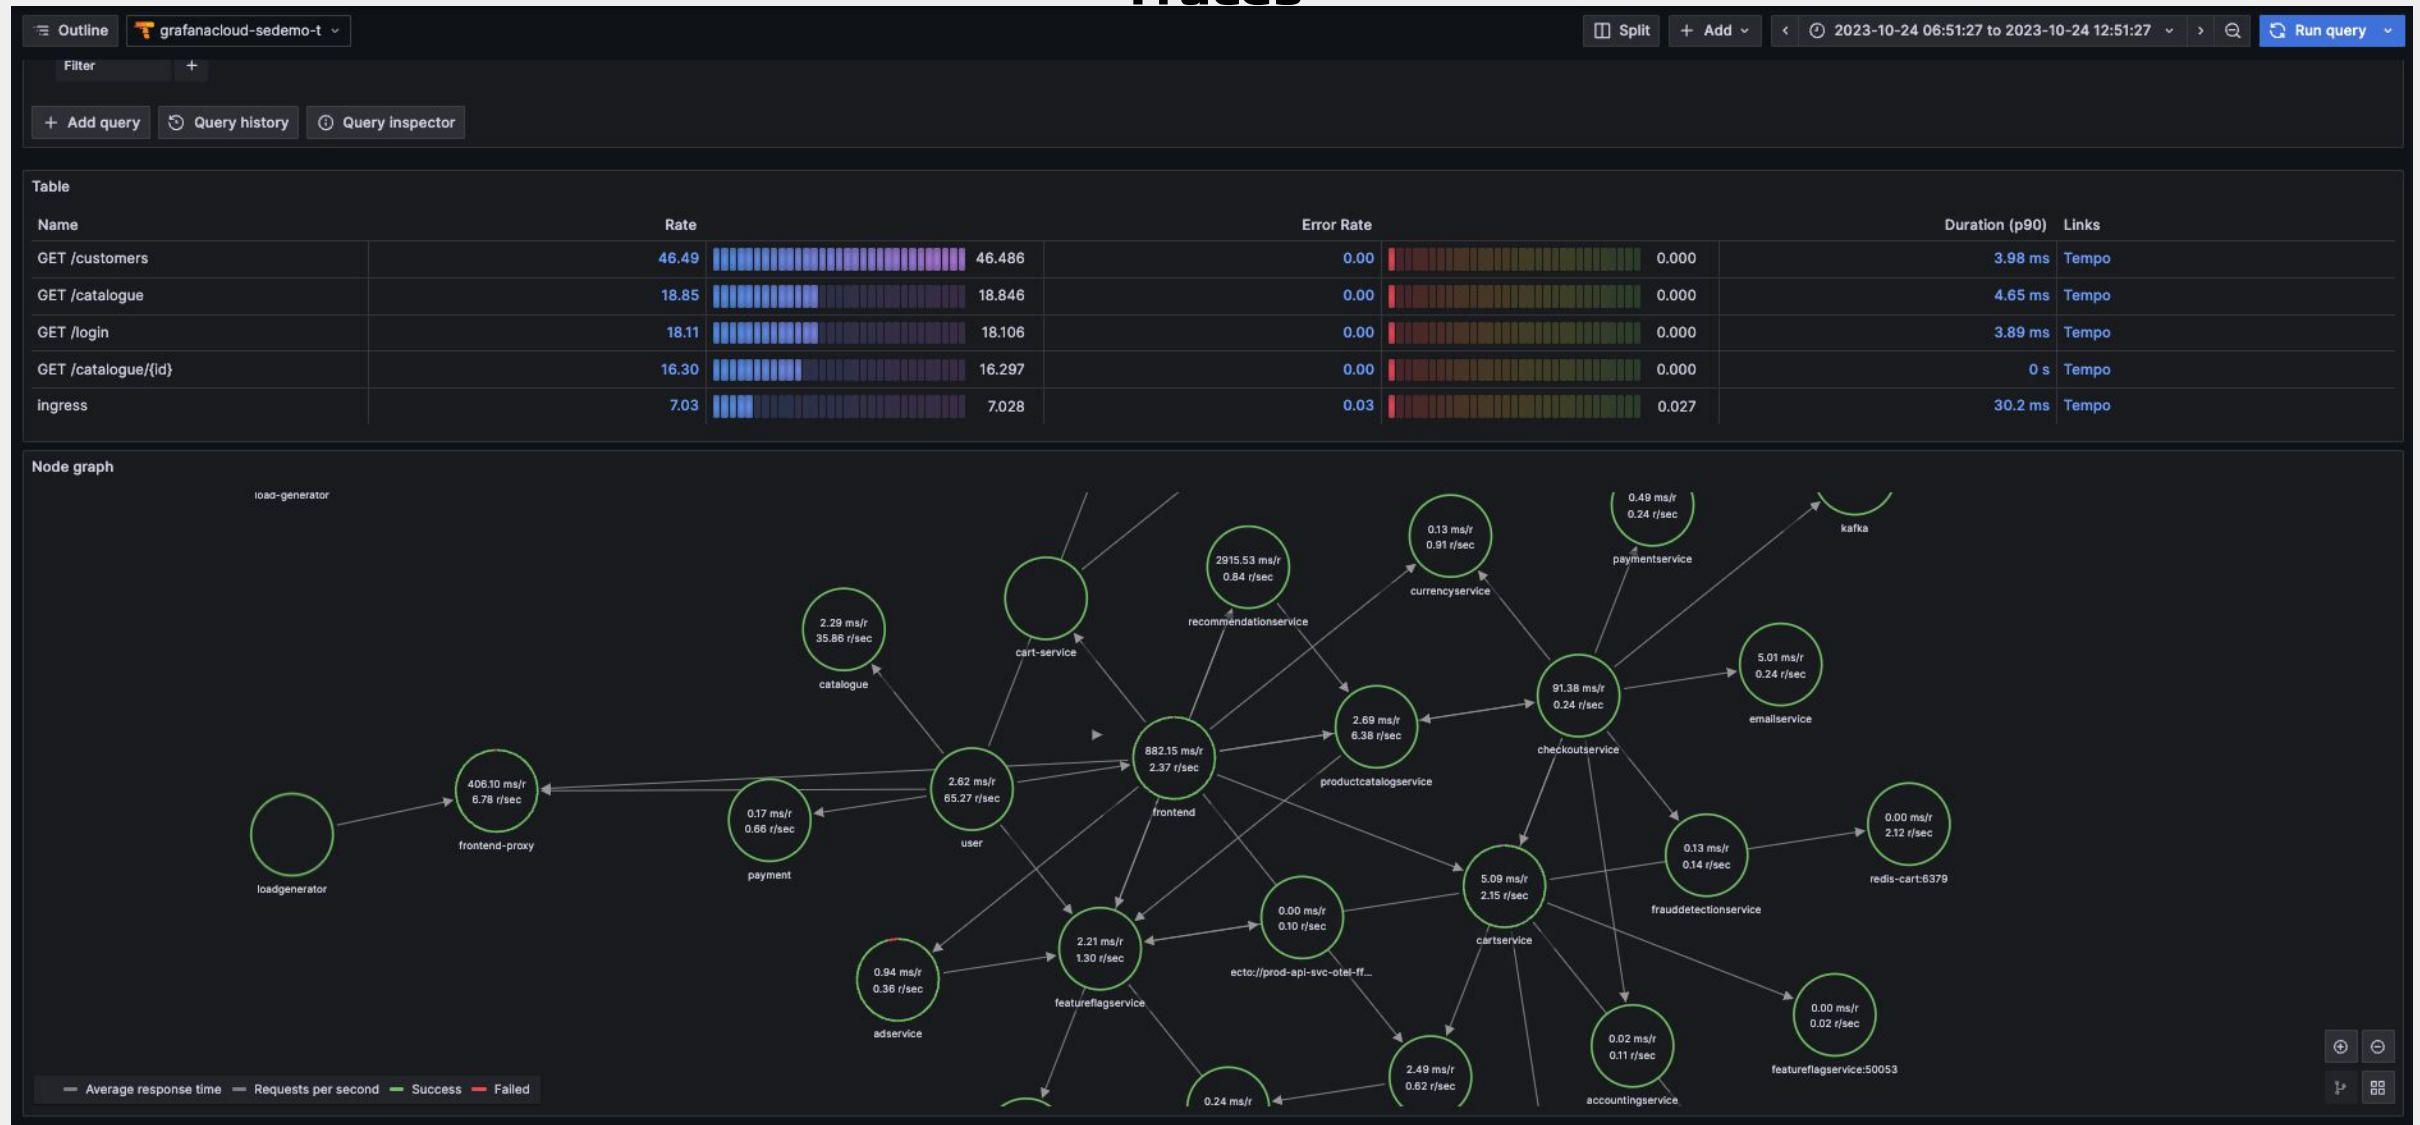 Outline
grafanacloud-sedemo-t
Split
Add
2023-10-24 06:51:27 to 2023-10-24 12:51:27
Run query
Filter
+
Add query
Query history
Query inspector
Table
Name Rate Error Rate Duration (p90) Links
GET /customers 46.49 46.486 0.00 0.000 3.98 ms Tempo
GET /catalogue 18.85 18.846 0.00 0.000 4.65 ms Tempo
GET /login 18.11 18.106 0.00 0.000 3.89 ms Tempo
GET /catalogue/{id} 16.30 16.297 0.00 0.000 0 s Tempo
ingress 7.03 7.028 0.03 0.027 30.2 ms Tempo
Node graph
load-generator
0.49 ms/r
0.24 r/sec
paymentservice
kafka
0.13 ms/r
0.91 r/sec
currencyservice
2915.53 ms/r
0.84 r/sec
recommendationservice
2.29 ms/r
35.86 r/sec
catalogue
cart-service
5.01 ms/r
0.24 r/sec
emailservice
91.38 ms/r
0.24 r/sec
checkoutservice
2.69 ms/r
6.38 r/sec
productcatalogservice
882.15 ms/r
2.37 r/sec
frontend
406.10 ms/r
6.78 r/sec
frontend-proxy
2.62 ms/r
65.27 r/sec
user
0.17 ms/r
0.66 r/sec
payment
loadgenerator
0.00 ms/r
2.12 r/sec
redis-cart:6379
0.13 ms/r
0.14 r/sec
frauddetectionservice
5.09 ms/r
2.15 r/sec
cartservice
0.00 ms/r
0.10 r/sec
ecto://prod-api-svc-otel-ff...
2.21 ms/r
1.30 r/sec
featureflagservice
0.94 ms/r
0.36 r/sec
adservice
0.00 ms/r
0.02 r/sec
featureflagservice:50053
0.02 ms/r
0.11 r/sec
accountingservice
2.49 ms/r
0.62 r/sec
0.24 ms/r
Average response time
Requests per second
Success
Failed